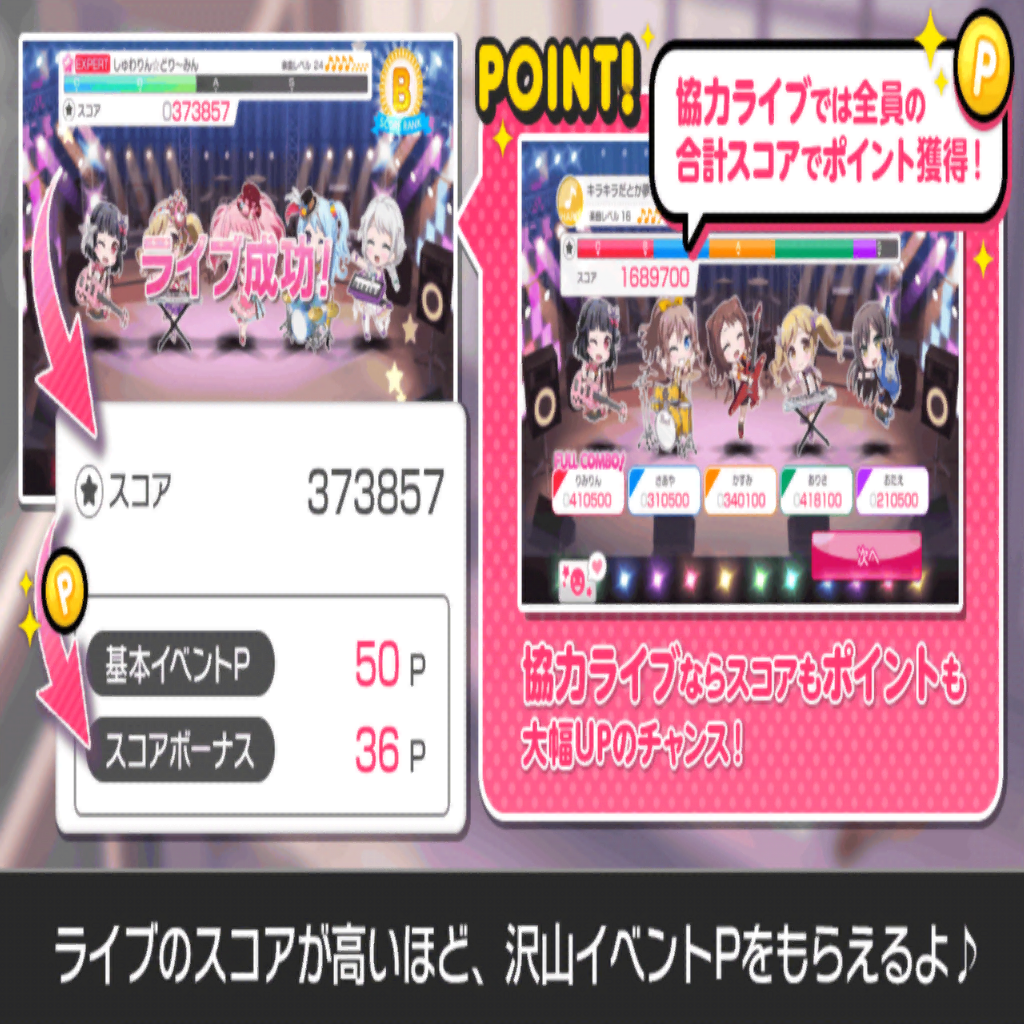 EXPERT しゅわりん☆どり〜みん
楽曲レベル 24
C B A S
スコア 0373857
B
SCORE RANK
ライブ成功!
スコア 373857
P
基本イベントP 50 P
スコアボーナス 36 P
POINT!
協力ライブでは全員の
合計スコアでポイント獲得!
P
キラキラだとか夢
楽曲レベル 16
スコア 1689700
FULL COMBO!
りみりん さあや かすみ ありさ おたえ
0410500 0310500 0340100 0418100 0210500
次へ
協力ライブならスコアもポイントも
大幅UPのチャンス!
ライブのスコアが高いほど、沢山イベントPをもらえるよ♪